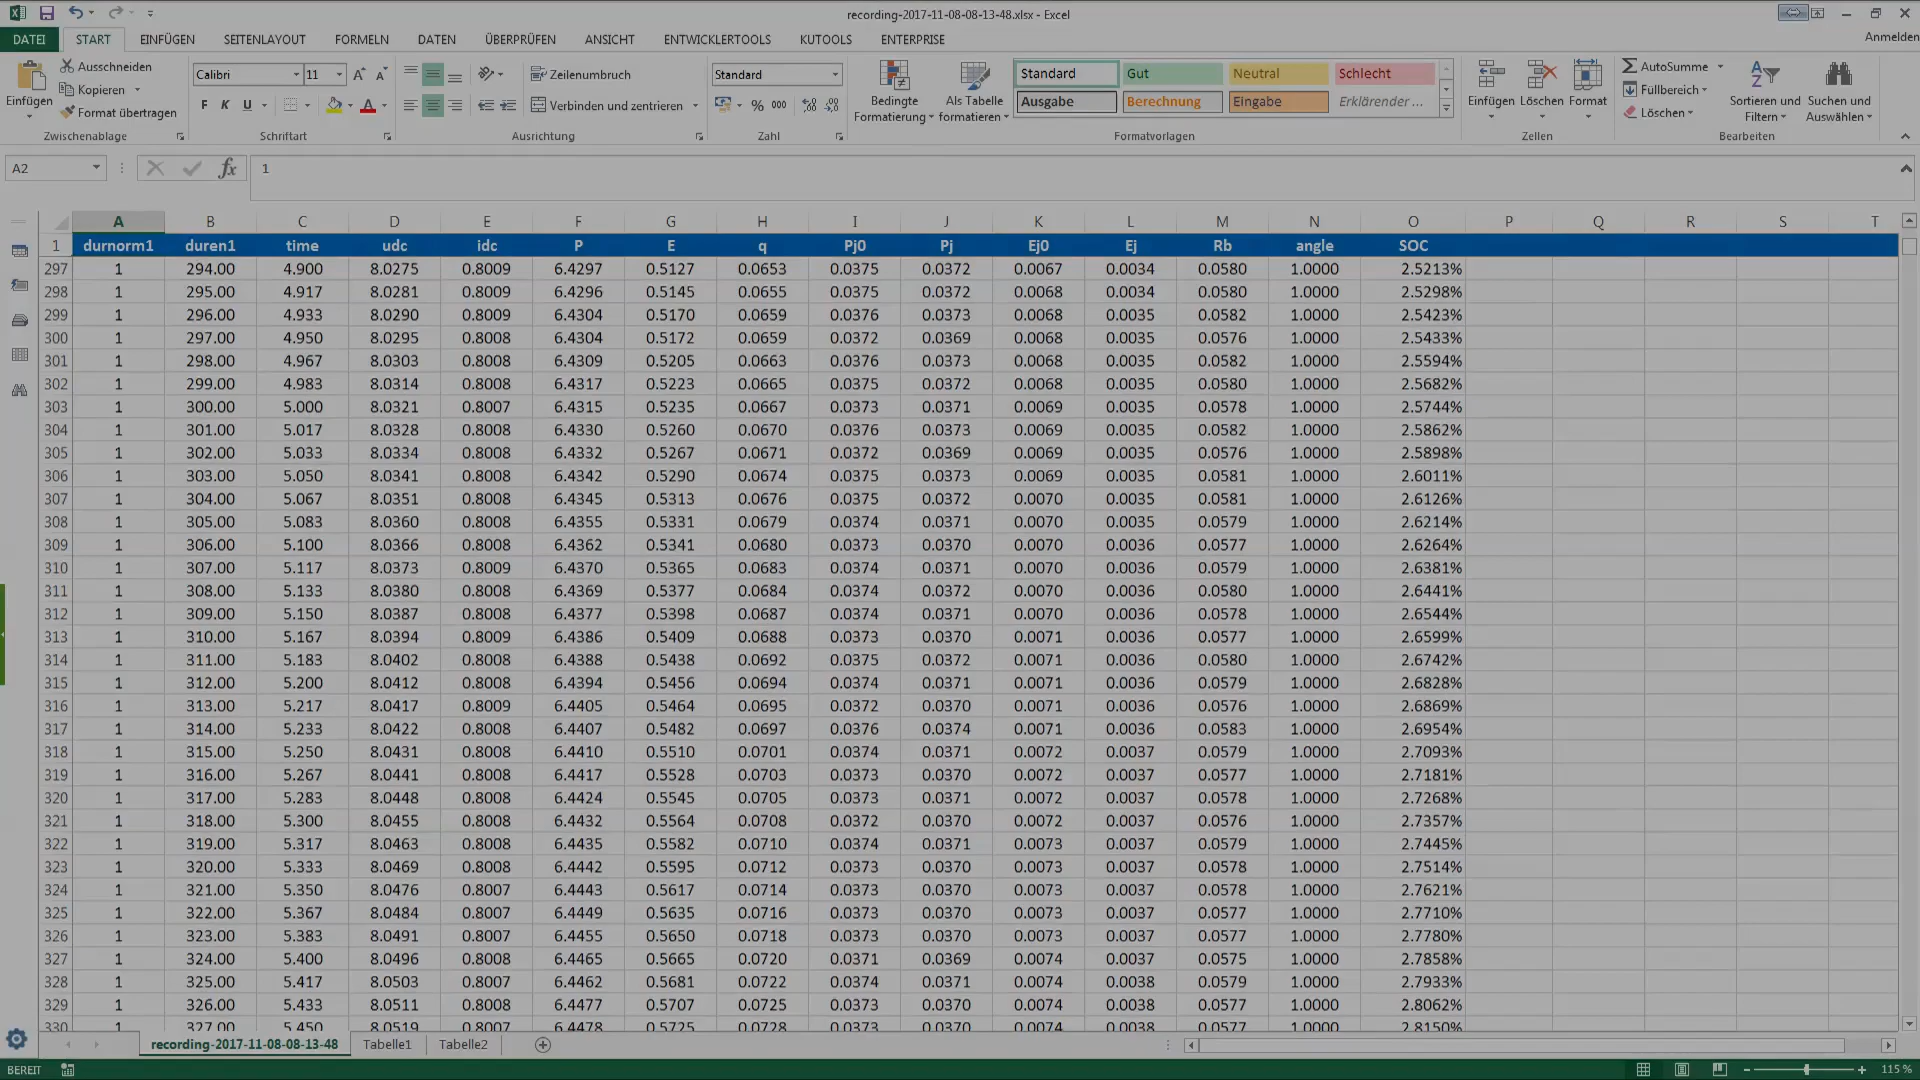 recording-2017-11-08-08-13-48.xlsx - Excel
DATEI START EINFÜGEN SEITENLAYOUT FORMELN DATEN ÜBERPRÜFEN ANSICHT ENTWICKLERTOOLS KUTOOLS ENTERPRISE Anmelden
Einfügen
Ausschneiden
Kopieren
Format übertragen
Zwischenablage
Calibri 11
F K U
Schriftart
Zeilenumbruch
Verbinden und zentrieren
Ausrichtung
Standard
% 000
Zahl
Bedingte Formatierung
Als Tabelle formatieren
Standard Gut Neutral Schlecht
Ausgabe Berechnung Eingabe Erklärender ...
Formatvorlagen
Einfügen Löschen Format
Zellen
AutoSumme
Füllbereich
Löschen
Sortieren und Filtern
Suchen und Auswählen
Bearbeiten
A2 fx 1
A B C D E F G H I J K L M N O P Q R S T
1 durnorm1 duren1 time udc idc P E q Pj0 Pj Ej0 Ej Rb angle SOC
297 1 294.00 4.900 8.0275 0.8009 6.4297 0.5127 0.0653 0.0375 0.0372 0.0067 0.0034 0.0580 1.0000 2.5213%
298 1 295.00 4.917 8.0281 0.8009 6.4296 0.5145 0.0655 0.0375 0.0372 0.0068 0.0034 0.0580 1.0000 2.5298%
299 1 296.00 4.933 8.0290 0.8009 6.4304 0.5170 0.0659 0.0376 0.0373 0.0068 0.0035 0.0582 1.0000 2.5423%
300 1 297.00 4.950 8.0295 0.8008 6.4304 0.5172 0.0659 0.0372 0.0369 0.0068 0.0035 0.0576 1.0000 2.5433%
301 1 298.00 4.967 8.0303 0.8008 6.4309 0.5205 0.0663 0.0376 0.0373 0.0068 0.0035 0.0582 1.0000 2.5594%
302 1 299.00 4.983 8.0314 0.8008 6.4317 0.5223 0.0665 0.0375 0.0372 0.0068 0.0035 0.0580 1.0000 2.5682%
303 1 300.00 5.000 8.0321 0.8007 6.4315 0.5235 0.0667 0.0373 0.0371 0.0069 0.0035 0.0578 1.0000 2.5744%
304 1 301.00 5.017 8.0328 0.8008 6.4330 0.5260 0.0670 0.0376 0.0373 0.0069 0.0035 0.0582 1.0000 2.5862%
305 1 302.00 5.033 8.0334 0.8008 6.4332 0.5267 0.0671 0.0372 0.0369 0.0069 0.0035 0.0576 1.0000 2.5898%
306 1 303.00 5.050 8.0341 0.8008 6.4342 0.5290 0.0674 0.0375 0.0373 0.0069 0.0035 0.0581 1.0000 2.6011%
307 1 304.00 5.067 8.0351 0.8008 6.4345 0.5313 0.0676 0.0375 0.0372 0.0070 0.0035 0.0581 1.0000 2.6126%
308 1 305.00 5.083 8.0360 0.8008 6.4355 0.5331 0.0679 0.0374 0.0371 0.0070 0.0035 0.0579 1.0000 2.6214%
309 1 306.00 5.100 8.0366 0.8008 6.4362 0.5341 0.0680 0.0373 0.0370 0.0070 0.0036 0.0577 1.0000 2.6264%
310 1 307.00 5.117 8.0373 0.8009 6.4370 0.5365 0.0683 0.0374 0.0371 0.0070 0.0036 0.0579 1.0000 2.6381%
311 1 308.00 5.133 8.0380 0.8008 6.4369 0.5377 0.0684 0.0374 0.0372 0.0070 0.0036 0.0580 1.0000 2.6441%
312 1 309.00 5.150 8.0387 0.8008 6.4377 0.5398 0.0687 0.0374 0.0371 0.0070 0.0036 0.0578 1.0000 2.6544%
313 1 310.00 5.167 8.0394 0.8009 6.4386 0.5409 0.0688 0.0373 0.0370 0.0071 0.0036 0.0577 1.0000 2.6599%
314 1 311.00 5.183 8.0402 0.8008 6.4388 0.5438 0.0692 0.0375 0.0372 0.0071 0.0036 0.0580 1.0000 2.6742%
315 1 312.00 5.200 8.0412 0.8008 6.4394 0.5456 0.0694 0.0374 0.0371 0.0071 0.0036 0.0579 1.0000 2.6828%
316 1 313.00 5.217 8.0417 0.8009 6.4405 0.5464 0.0695 0.0372 0.0370 0.0071 0.0036 0.0576 1.0000 2.6869%
317 1 314.00 5.233 8.0422 0.8008 6.4407 0.5482 0.0697 0.0376 0.0374 0.0071 0.0036 0.0583 1.0000 2.6954%
318 1 315.00 5.250 8.0431 0.8008 6.4410 0.5510 0.0701 0.0374 0.0371 0.0072 0.0037 0.0579 1.0000 2.7093%
319 1 316.00 5.267 8.0441 0.8008 6.4417 0.5528 0.0703 0.0373 0.0370 0.0072 0.0037 0.0577 1.0000 2.7181%
320 1 317.00 5.283 8.0448 0.8008 6.4424 0.5545 0.0705 0.0373 0.0371 0.0072 0.0037 0.0578 1.0000 2.7268%
321 1 318.00 5.300 8.0455 0.8008 6.4432 0.5564 0.0708 0.0372 0.0370 0.0072 0.0037 0.0576 1.0000 2.7357%
322 1 319.00 5.317 8.0463 0.8008 6.4435 0.5582 0.0710 0.0374 0.0371 0.0073 0.0037 0.0578 1.0000 2.7445%
323 1 320.00 5.333 8.0469 0.8008 6.4442 0.5595 0.0712 0.0373 0.0370 0.0073 0.0037 0.0578 1.0000 2.7514%
324 1 321.00 5.350 8.0476 0.8007 6.4443 0.5617 0.0714 0.0373 0.0370 0.0073 0.0037 0.0578 1.0000 2.7621%
325 1 322.00 5.367 8.0484 0.8007 6.4449 0.5635 0.0716 0.0373 0.0370 0.0073 0.0037 0.0577 1.0000 2.7710%
326 1 323.00 5.383 8.0491 0.8007 6.4455 0.5650 0.0718 0.0373 0.0370 0.0073 0.0037 0.0577 1.0000 2.7780%
327 1 324.00 5.400 8.0496 0.8008 6.4465 0.5665 0.0720 0.0371 0.0369 0.0074 0.0037 0.0575 1.0000 2.7858%
328 1 325.00 5.417 8.0503 0.8007 6.4462 0.5681 0.0722 0.0374 0.0371 0.0074 0.0038 0.0579 1.0000 2.7933%
329 1 326.00 5.433 8.0511 0.8008 6.4477 0.5707 0.0725 0.0373 0.0370 0.0074 0.0038 0.0577 1.0000 2.8062%
330 1 327.00 5.450 8.0519 0.8007 6.4478 0.5725 0.0728 0.0373 0.0370 0.0074 0.0038 0.0577 1.0000 2.8150%
recording-2017-11-08-08-13-48 Tabelle1 Tabelle2
BEREIT 115 %